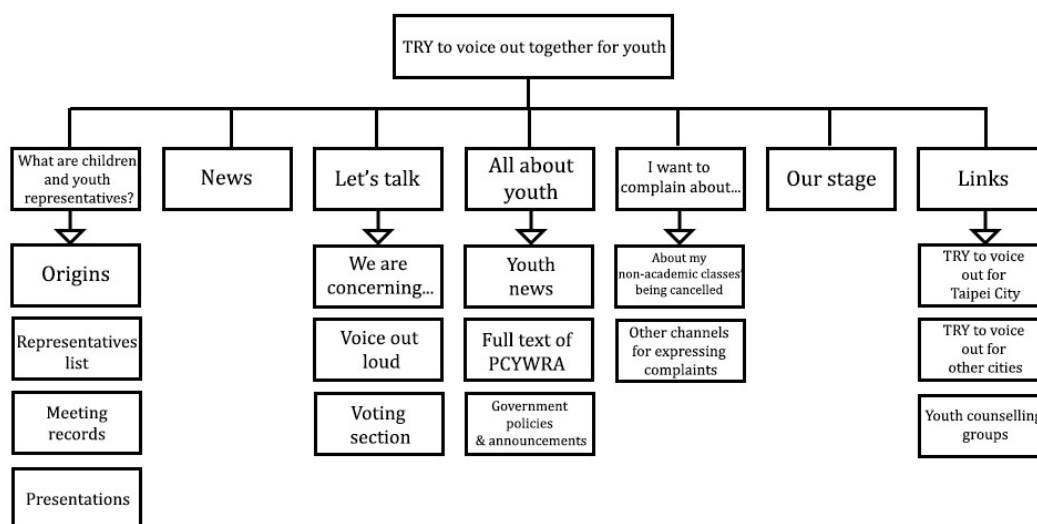 TRY to voice out together for youth
What are children
and youth
representatives?
News
Let's talk
All about
youth
I want to
complain about...
Our stage
Links
Origins
Representatives
list
Meeting
records
Presentations
We are
concerning...
Voice out
loud
Voting
section
Youth
news
Full text of
PCYWRA
Government
policies
& announcements
About my
non-academic classes'
being cancelled
Other channels
for expressing
complaints
TRY to voice
out for
Taipei City
TRY to voice
out for
other cities
Youth counselling
groups